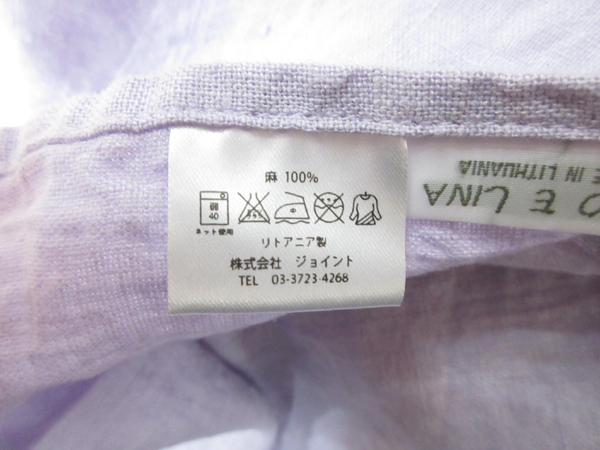 麻 100%
弱
40
ネット使用
リトアニア製
株式会社 ジョイント
TEL 03-3723-4268
E LINA
E IN LITHUANIA